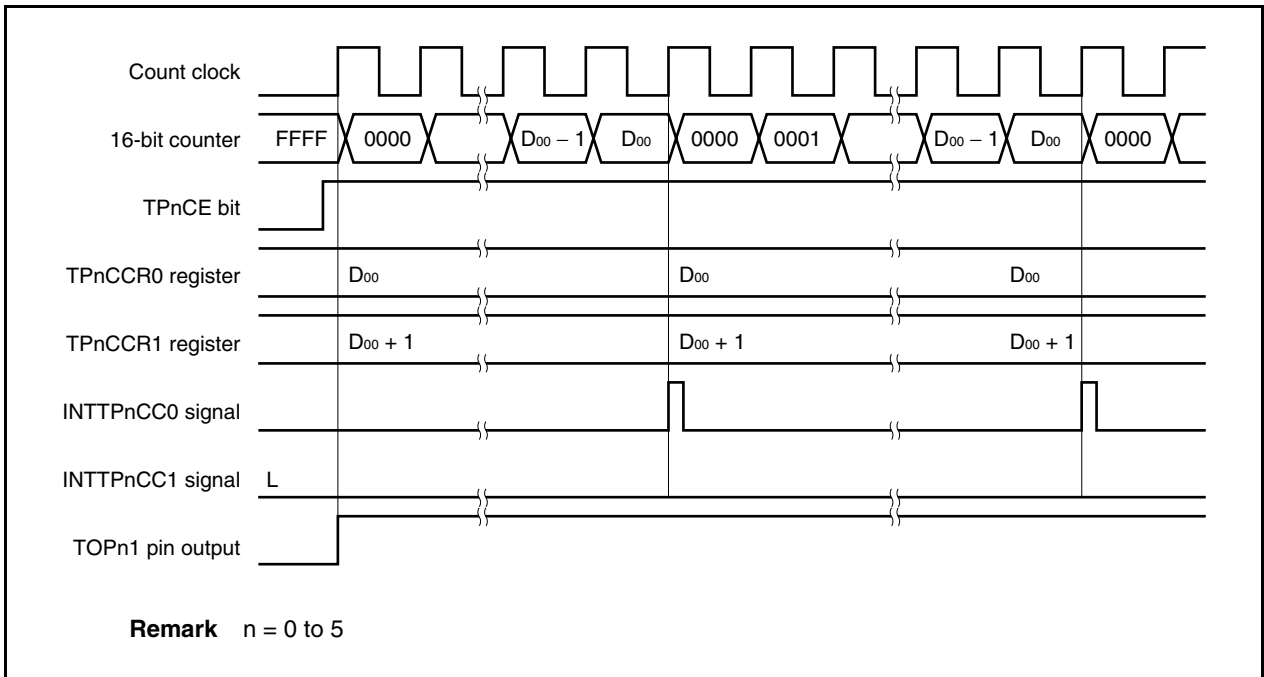 Count clock
16-bit counter FFFF 0000 D00 − 1 D00 0000 0001 D00 − 1 D00 0000
TPnCE bit
TPnCCR0 register D00 D00 D00
TPnCCR1 register D00 + 1 D00 + 1 D00 + 1
INTTPnCC0 signal
INTTPnCC1 signal L
TOPn1 pin output
Remark n = 0 to 5